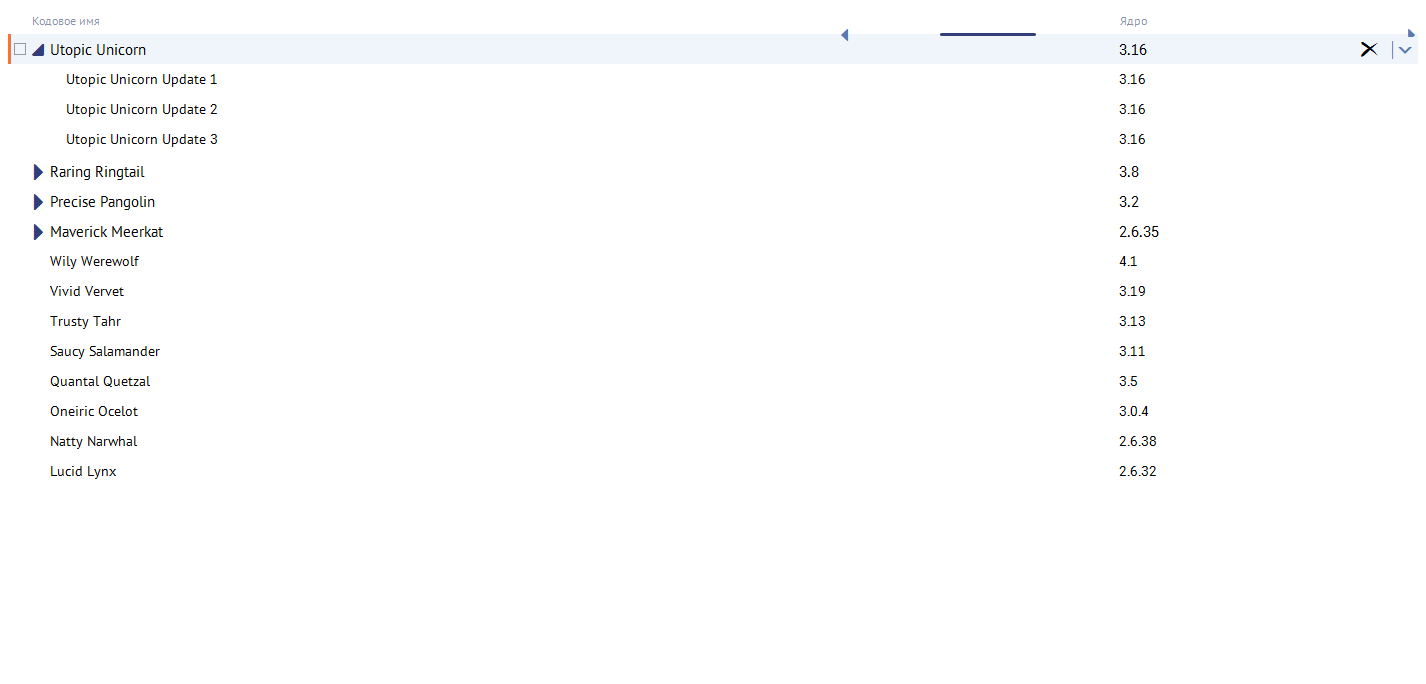 Кодовое имя Ядро
Utopic Unicorn 3.16
Utopic Unicorn Update 1 3.16
Utopic Unicorn Update 2 3.16
Utopic Unicorn Update 3 3.16
Raring Ringtail 3.8
Precise Pangolin 3.2
Maverick Meerkat 2.6.35
Wily Werewolf 4.1
Vivid Vervet 3.19
Trusty Tahr 3.13
Saucy Salamander 3.11
Quantal Quetzal 3.5
Oneiric Ocelot 3.0.4
Natty Narwhal 2.6.38
Lucid Lynx 2.6.32